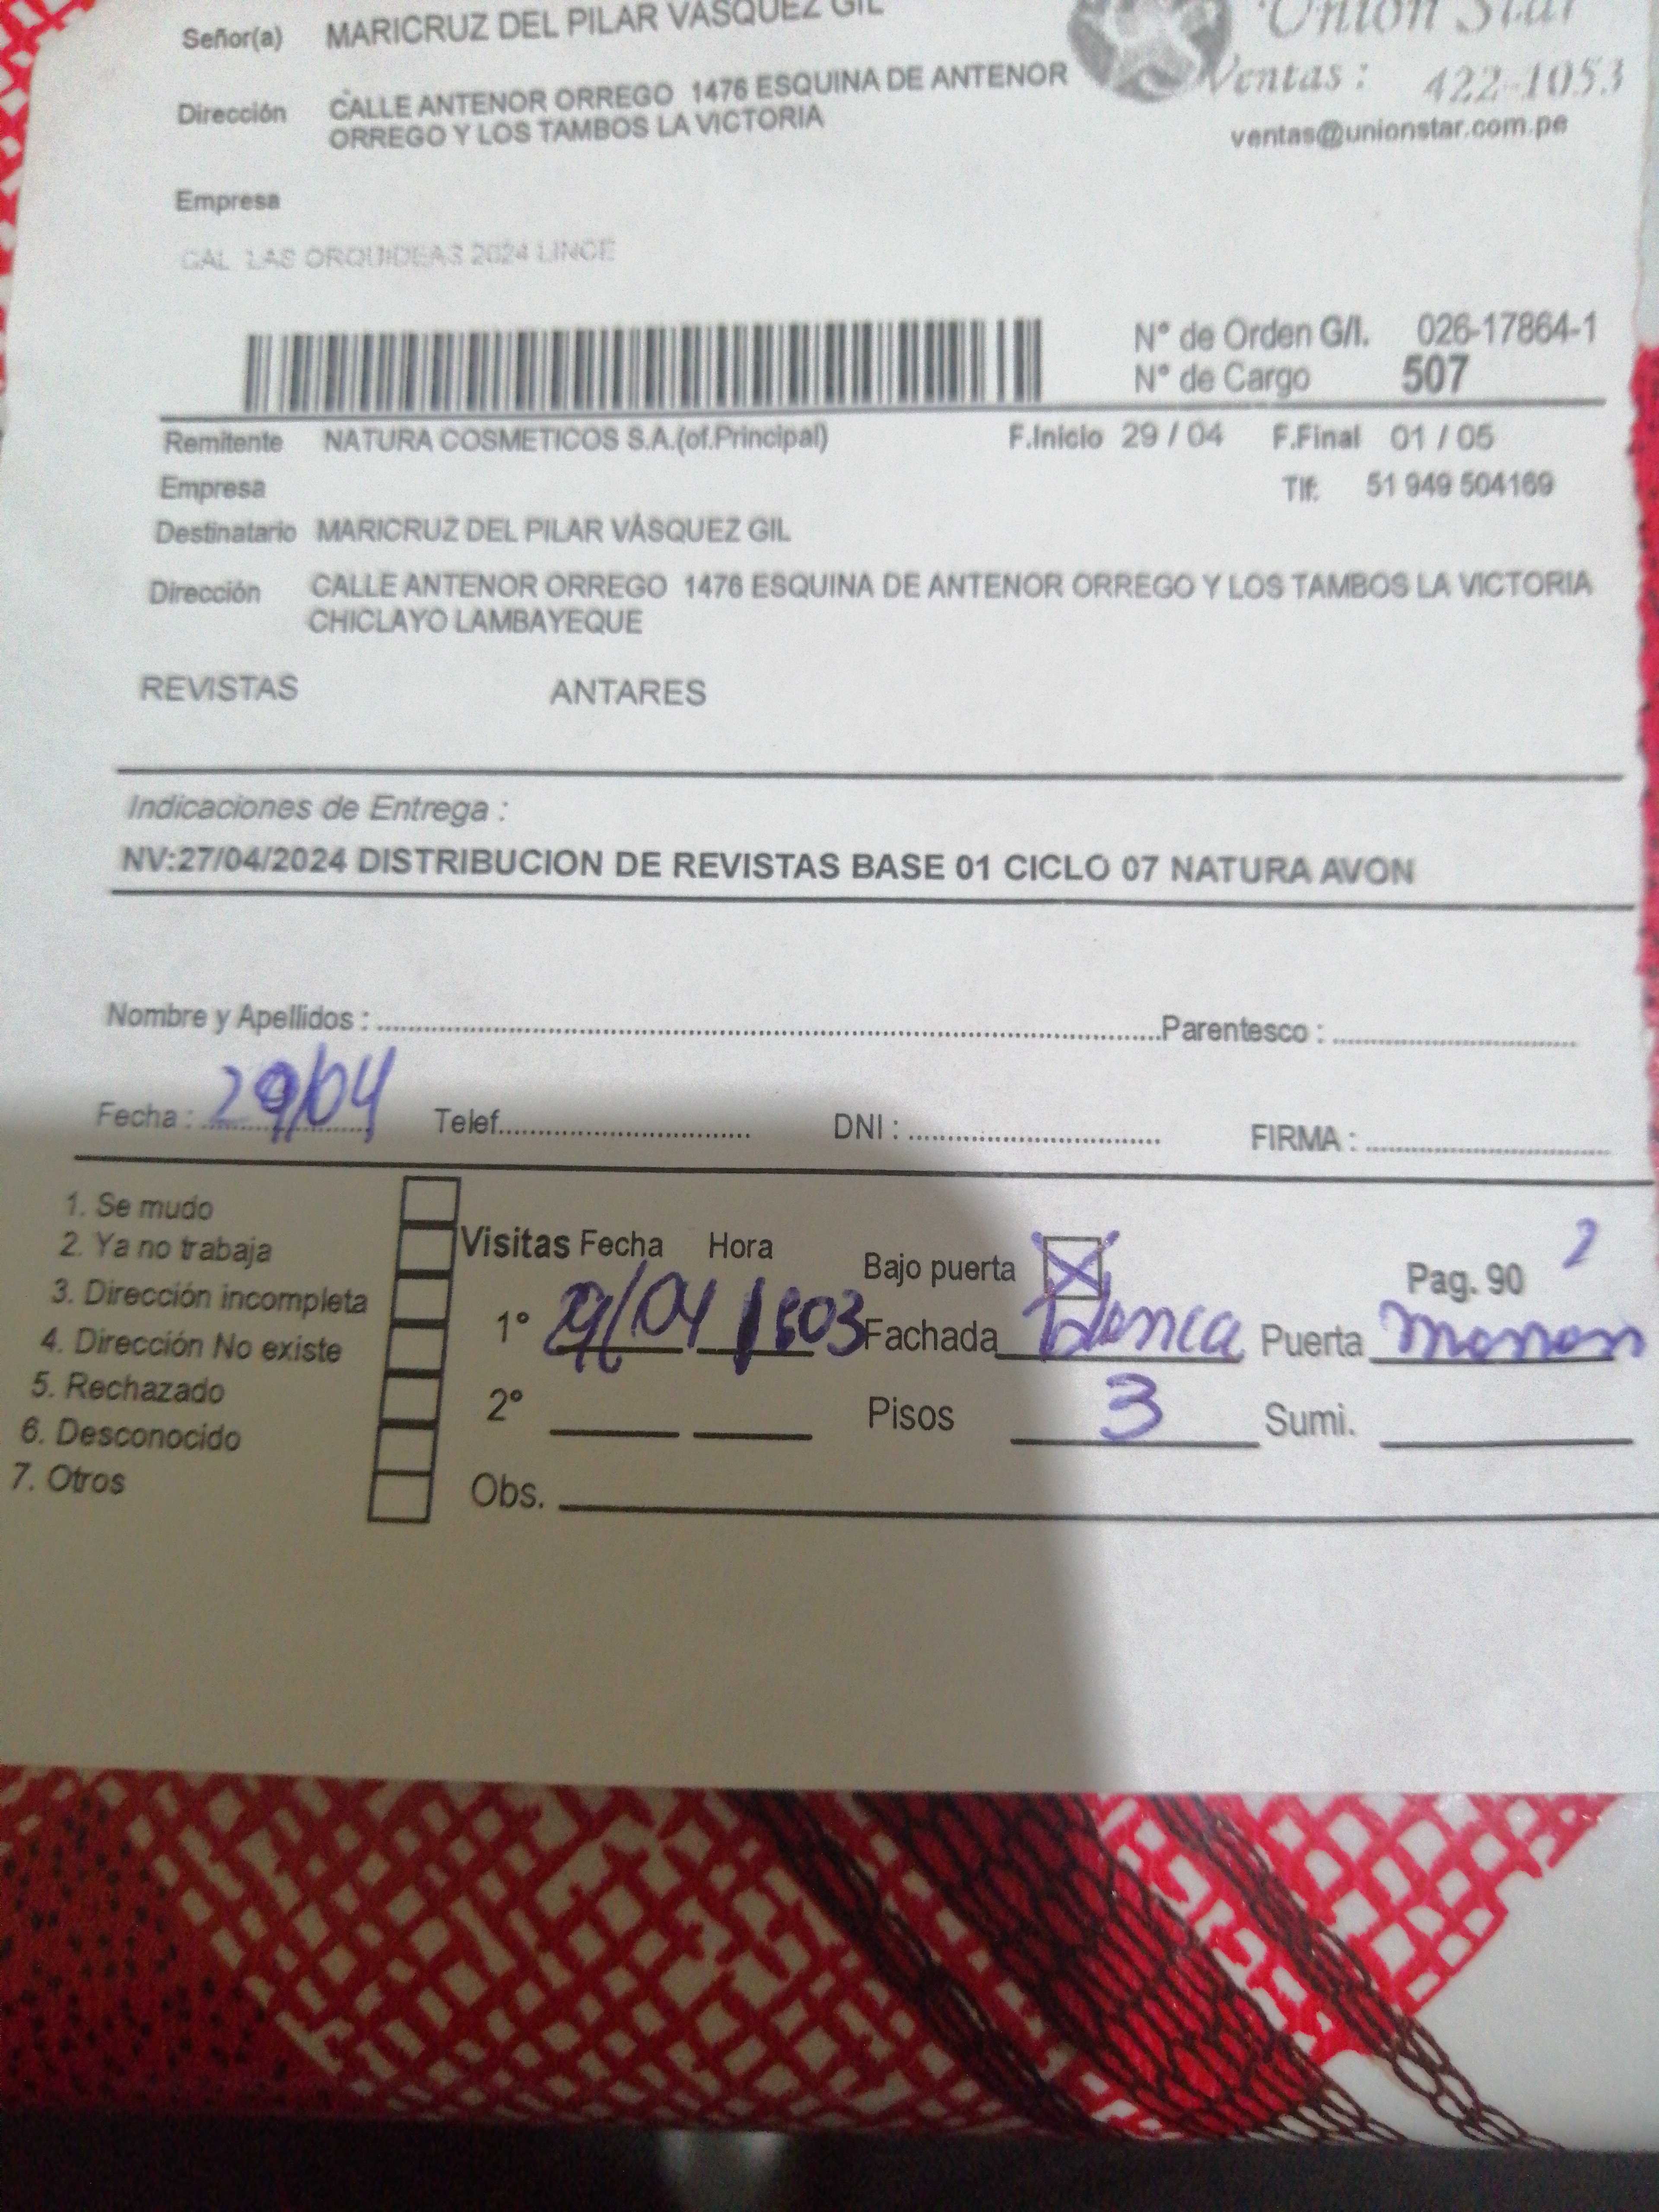 Señor(a) MARICRUZ DEL PILAR VÁSQUEZ GIL
Union Star
Ventas : 422-1053
ventas@unionstar.com.pe
Dirección CALLE ANTENOR ORREGO 1476 ESQUINA DE ANTENOR
ORREGO Y LOS TAMBOS LA VICTORIA
Empresa
CAL LAS ORQUIDEAS 2024 LINCE
N° de Orden G/I. 026-17864-1
N° de Cargo 507
Remitente NATURA COSMETICOS S.A.(of.Principal) F.Inicio 29 / 04 F.Final 01 / 05
Empresa Tlf: 51 949 504169
Destinatario MARICRUZ DEL PILAR VÁSQUEZ GIL
Dirección CALLE ANTENOR ORREGO 1476 ESQUINA DE ANTENOR ORREGO Y LOS TAMBOS LA VICTORIA
CHICLAYO LAMBAYEQUE
REVISTAS ANTARES
Indicaciones de Entrega :
NV:27/04/2024 DISTRIBUCION DE REVISTAS BASE 01 CICLO 07 NATURA AVON
Nombre y Apellidos : Parentesco :
Fecha : 29/04 Telef. DNI : FIRMA :
1. Se mudo
2. Ya no trabaja
3. Dirección incompleta
4. Dirección No existe
5. Rechazado
6. Desconocido
7. Otros
Visitas Fecha Hora Bajo puerta Pag. 90 2
1° 29/04 1803 Fachada blanca Puerta
2° Pisos 3 Sumi.
Obs.